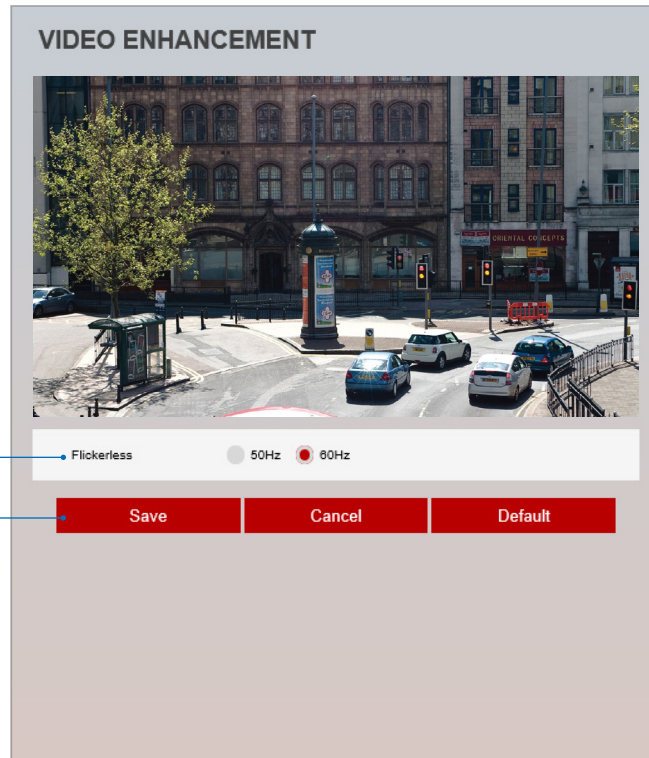 VIDEO ENHANCEMENT
ORIENTAL CONCEPTS
Flickerless 50Hz 60Hz
Save Cancel Default